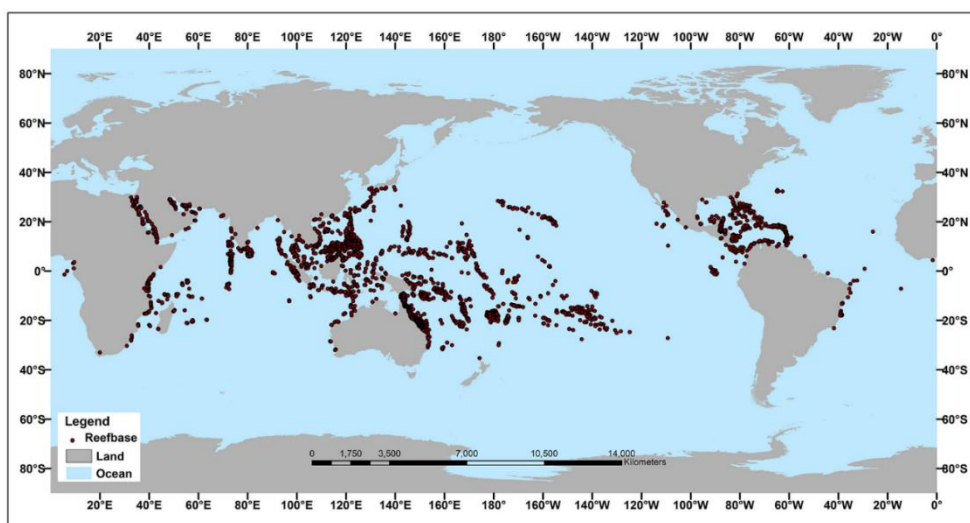 20°E 40°E 60°E 80°E 100°E 120°E 140°E 160°E 180° 160°W 140°W 120°W 100°W 80°W 60°W 40°W 20°W 0°
80°N 80°N
60°N 60°N
40°N 40°N
20°N 20°N
0° 0°
20°S 20°S
40°S 40°S
60°S 60°S
80°S 80°S
Legend
Reefbase
Land
Ocean
0 1,750 3,500 7,000 10,500 14,000
Kilometers
20°E 40°E 60°E 80°E 100°E 120°E 140°E 160°E 180° 160°W 140°W 120°W 100°W 80°W 60°W 40°W 20°W 0°